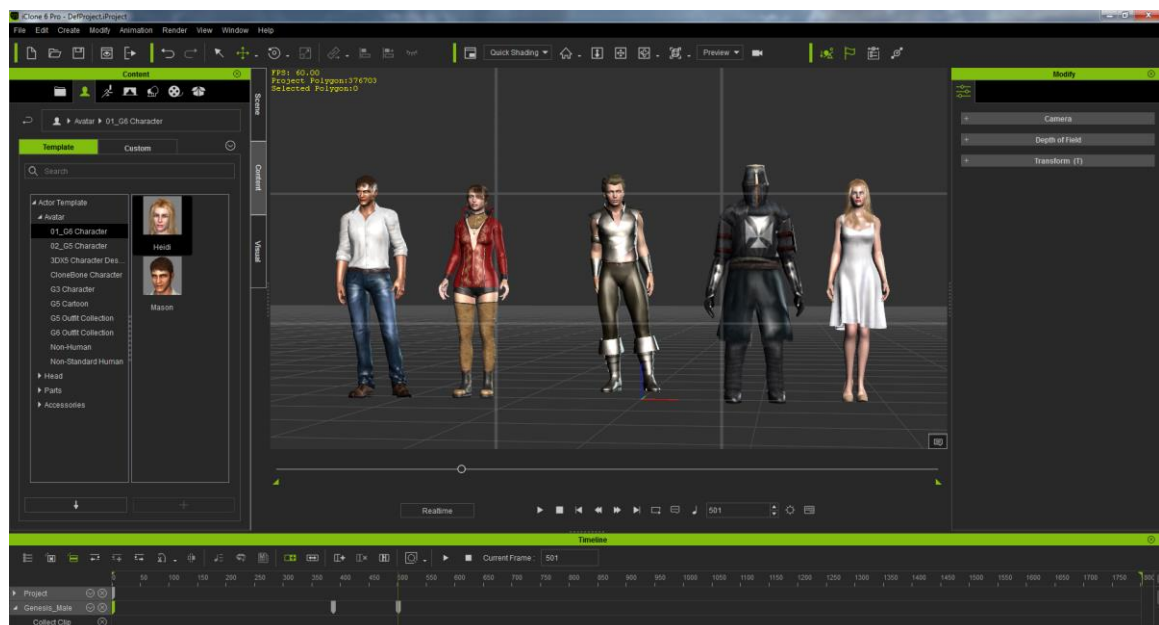 iClone 6 Pro - DefProject.iProject
File Edit Create Modify Animation Render View Window Help
Quick Shading
Preview
Content
Modify
FPS: 60,00
Project Polygon:376703
Selected Polygon:0
Avatar 01_G6 Character
Template Custom
Search
Actor Template
Avatar
01_G6 Character
02_G5 Character
3DX5 Character Des...
CloneBone Character
G3 Character
G5 Cartoon
G5 Outfit Collection
G6 Outfit Collection
Non-Human
Non-Standard Human
Head
Parts
Accessories
Heidi
Mason
Scene
Content
Visual
Camera
Depth of Field
Transform (T)
Realtime
501
Timeline
Current Frame : 501
0 50 100 150 200 250 300 350 400 450 500 550 600 650 700 750 800 850 900 950 1000 1050 1100 1150 1200 1250 1300 1350 1400 1450 1500 1550 1600 1650 1700 1750 1800
Project
Genesis_Male
Collect Clip